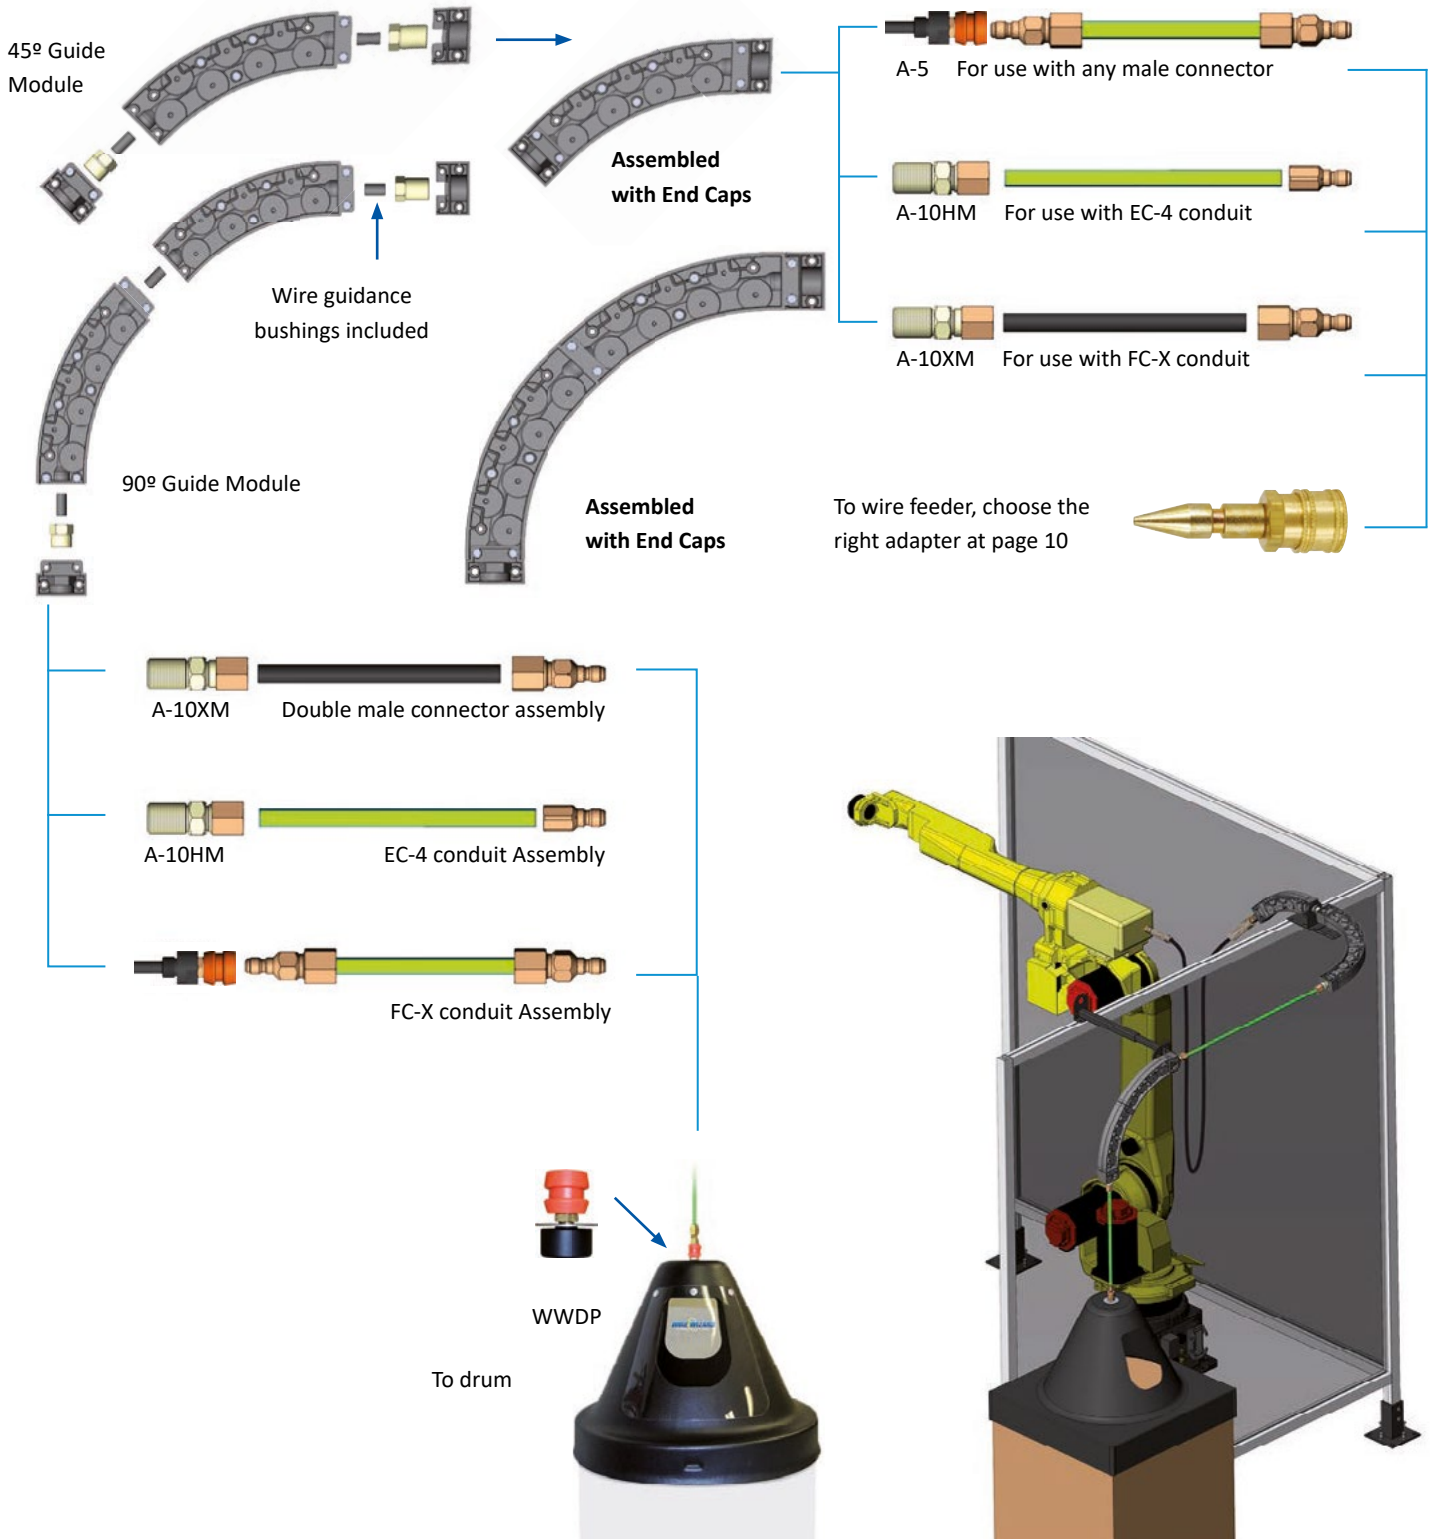 45º Guide
Module
A-5 For use with any male connector
Assembled
with End Caps
A-10HM For use with EC-4 conduit
Wire guidance
bushings included
A-10XM For use with FC-X conduit
90º Guide Module
Assembled
with End Caps
To wire feeder, choose the
right adapter at page 10
A-10XM Double male connector assembly
A-10HM EC-4 conduit Assembly
FC-X conduit Assembly
WWDP
To drum